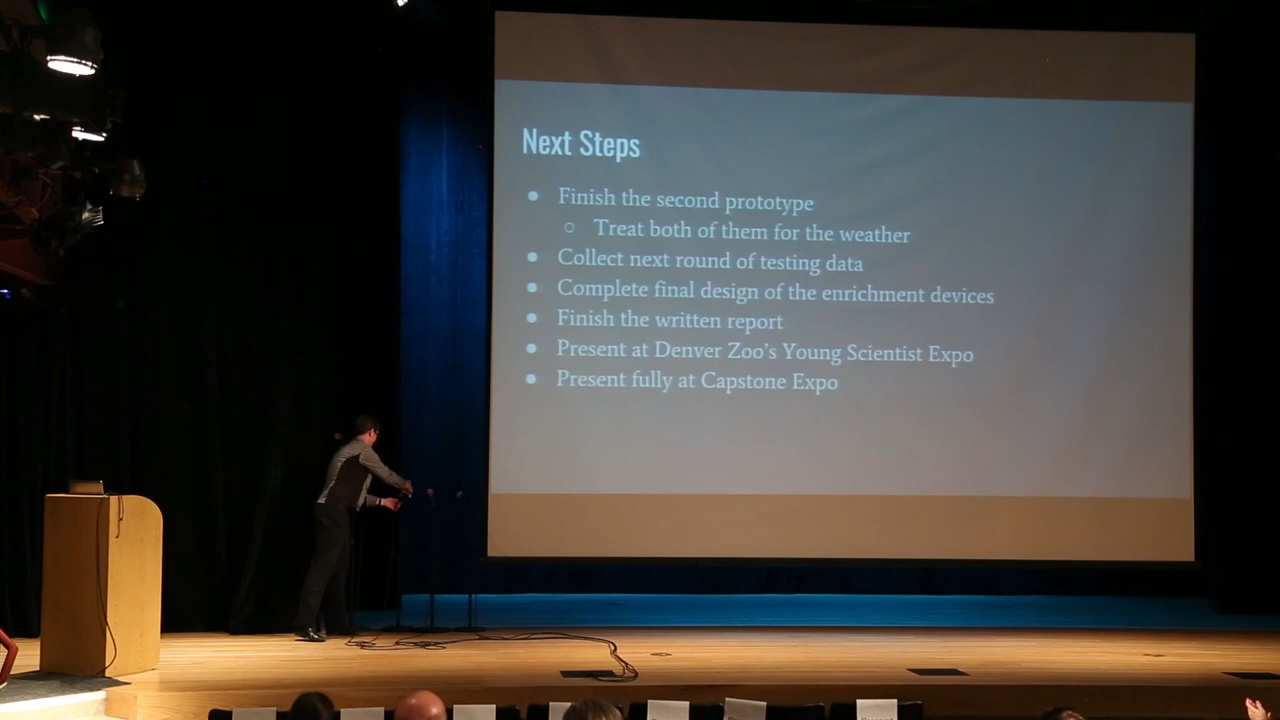 Next Steps
● Finish the second prototype
○ Treat both of them for the weather
● Collect next round of testing data
● Complete final design of the enrichment devices
● Finish the written report
● Present at Denver Zoo's Young Scientist Expo
● Present fully at Capstone Expo